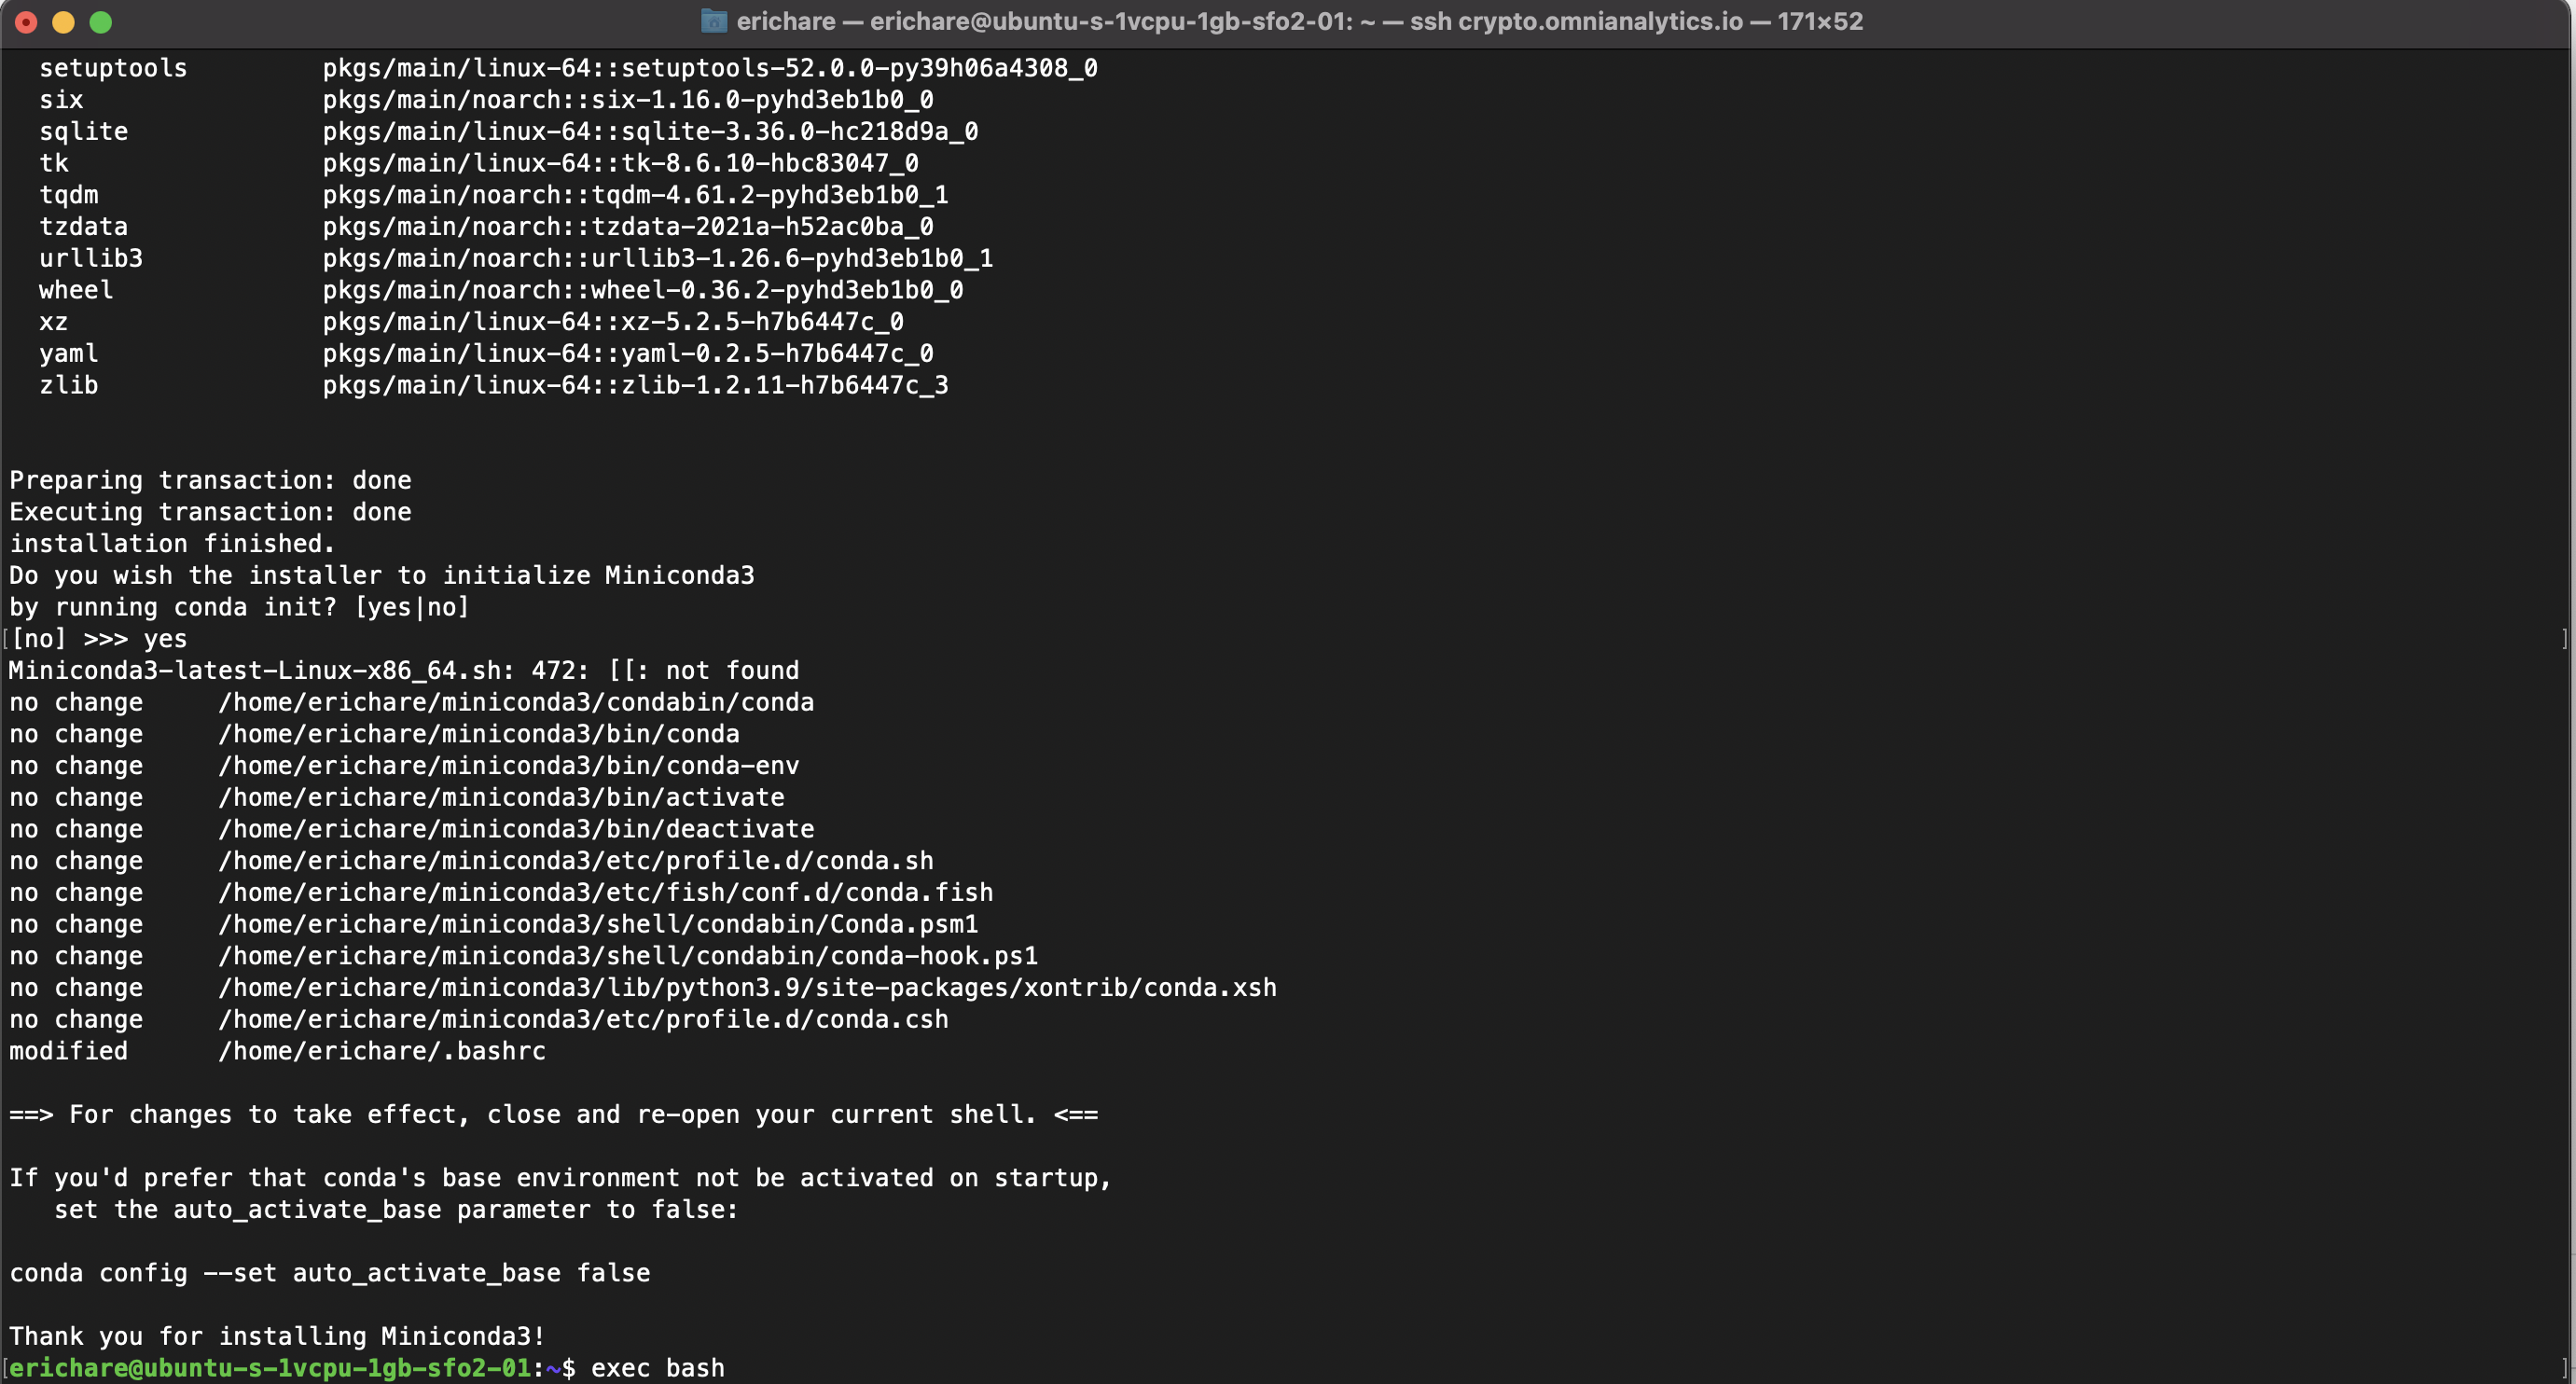 erichare — erichare@ubuntu-s-1vcpu-1gb-sfo2-01: ~ — ssh crypto.omnianalytics.io — 171×52
setuptools pkgs/main/linux-64::setuptools-52.0.0-py39h06a4308_0
six pkgs/main/noarch::six-1.16.0-pyhd3eb1b0_0
sqlite pkgs/main/linux-64::sqlite-3.36.0-hc218d9a_0
tk pkgs/main/linux-64::tk-8.6.10-hbc83047_0
tqdm pkgs/main/noarch::tqdm-4.61.2-pyhd3eb1b0_1
tzdata pkgs/main/noarch::tzdata-2021a-h52ac0ba_0
urllib3 pkgs/main/noarch::urllib3-1.26.6-pyhd3eb1b0_1
wheel pkgs/main/noarch::wheel-0.36.2-pyhd3eb1b0_0
xz pkgs/main/linux-64::xz-5.2.5-h7b6447c_0
yaml pkgs/main/linux-64::yaml-0.2.5-h7b6447c_0
zlib pkgs/main/linux-64::zlib-1.2.11-h7b6447c_3
Preparing transaction: done
Executing transaction: done
installation finished.
Do you wish the installer to initialize Miniconda3
by running conda init? [yes|no]
[[no] >>> yes ]
Miniconda3-latest-Linux-x86_64.sh: 472: [[: not found
no change /home/erichare/miniconda3/condabin/conda
no change /home/erichare/miniconda3/bin/conda
no change /home/erichare/miniconda3/bin/conda-env
no change /home/erichare/miniconda3/bin/activate
no change /home/erichare/miniconda3/bin/deactivate
no change /home/erichare/miniconda3/etc/profile.d/conda.sh
no change /home/erichare/miniconda3/etc/fish/conf.d/conda.fish
no change /home/erichare/miniconda3/shell/condabin/Conda.psm1
no change /home/erichare/miniconda3/shell/condabin/conda-hook.ps1
no change /home/erichare/miniconda3/lib/python3.9/site-packages/xontrib/conda.xsh
no change /home/erichare/miniconda3/etc/profile.d/conda.csh
modified /home/erichare/.bashrc
==> For changes to take effect, close and re-open your current shell. <==
If you'd prefer that conda's base environment not be activated on startup,
set the auto_activate_base parameter to false:
conda config --set auto_activate_base false
Thank you for installing Miniconda3!
[erichare@ubuntu-s-1vcpu-1gb-sfo2-01:~$ exec bash ]